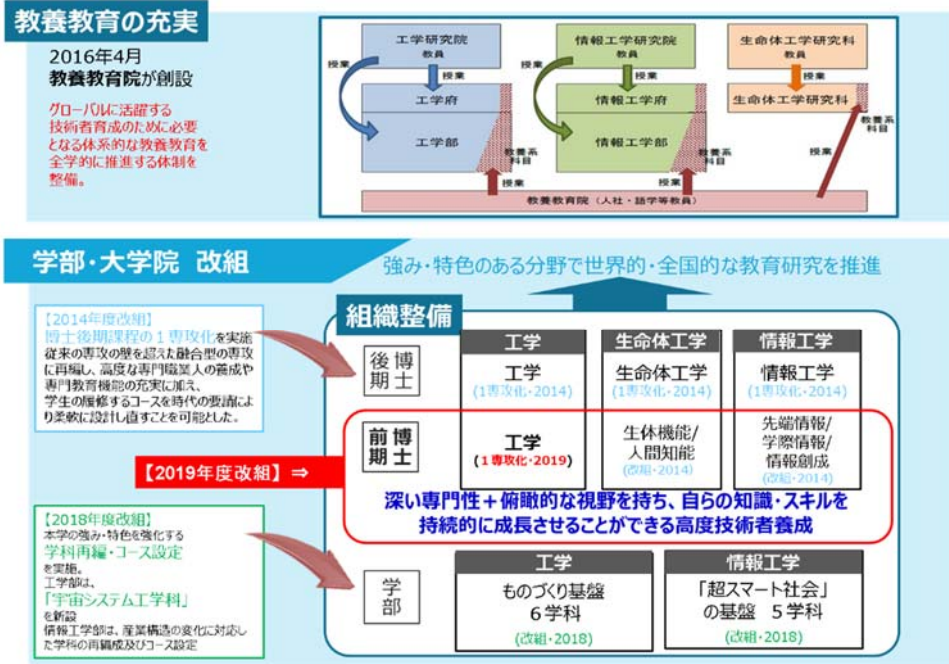 教養教育の充実
2016年4月
教養教育院が創設
グローバルに活躍する
技術者育成のために必要
となる体系的な教養教育を
全学的に推進する体制を
整備。
工学研究院
教員
授業
授業
工学府
工学部
教養系
科目
授業
情報工学研究院
教員
授業
授業
情報工学府
情報工学部
教養系
科目
授業
生命体工学研究科
教員
授業
生命体工学研究科
教養系
科目
授業
教養教育院（人社・語学等教員）
学部・大学院 改組
強み・特色のある分野で世界的・全国的な教育研究を推進
【2014年度改組】
博士後期課程の１専攻化を実施
従来の専攻の壁を超えた融合型の専攻
に再編し、高度な専門職業人の養成や
専門教育機能の充実に加え、
学生の履修するコースを時代の要請によ
り柔軟に設計し直すことを可能とした。
【2019年度改組】⇒
【2018年度改組】
本学の強み・特色を強化する
学科再編・コース設定
を実施。
工学部は、
「宇宙システム工学科」
を新設
情報工学部は、産業構造の変化に対応し
た学科の再編成及びコース設定
組織整備
博士
後期
工学
工学
(1専攻化・2014)
生命体工学
生命体工学
(1専攻化・2014)
情報工学
情報工学
(1専攻化・2014)
博士
前期
工学
(1専攻化・2019)
生体機能/
人間知能
(改組・2014)
先端情報/
学際情報/
情報創成
(改組・2014)
深い専門性＋俯瞰的な視野を持ち、自らの知識・スキルを
持続的に成長させることができる高度技術者養成
学部
工学
ものづくり基盤
６学科
(改組・2018)
情報工学
「超スマート社会」
の基盤 ５学科
(改組・2018)